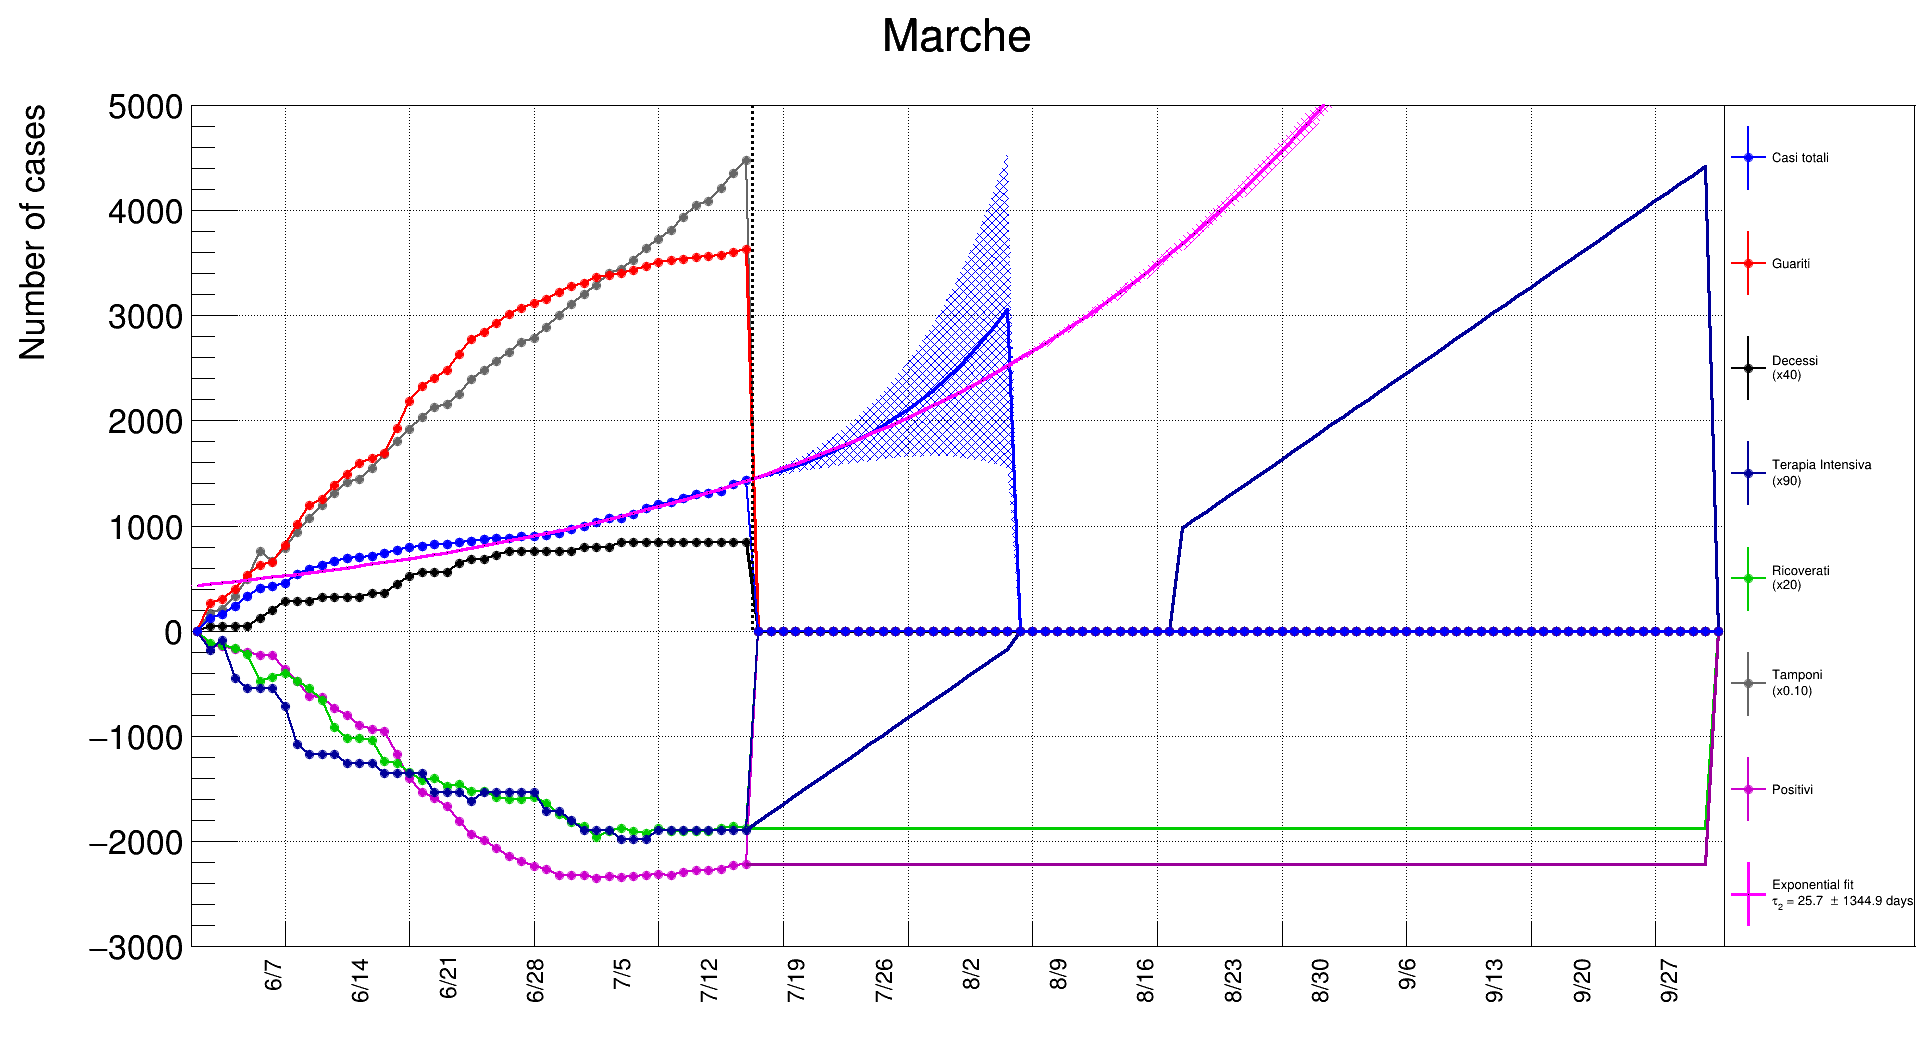 Marche
Number of cases
5000
4000
3000
2000
1000
0
−1000
−2000
−3000
6/7
6/14
6/21
6/28
7/5
7/12
7/19
7/26
8/2
8/9
8/16
8/23
8/30
9/6
9/13
9/20
9/27
Casi totali
Guariti
Decessi
(x40)
Terapia Intensiva
(x90)
Ricoverati
(x20)
Tamponi
(x0.10)
Positivi
Exponential fit
τ₂ = 25.7 ± 1344.9 days